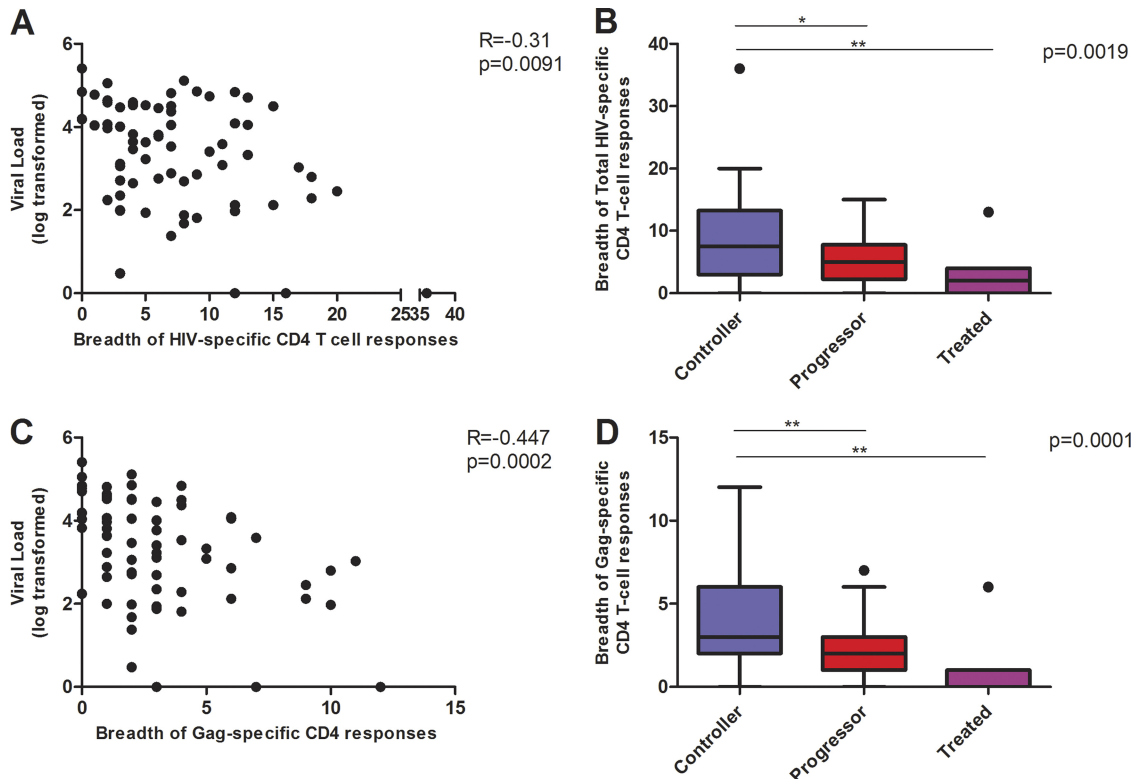 A
R=-0.31
p=0.0091
Viral Load
(log transformed)
6
4
2
0
0 5 10 15 20 25 35 40
Breadth of HIV-specific CD4 T cell responses
B
*
**
p=0.0019
Breadth of Total HIV-specific
CD4 T-cell responses
40
30
20
10
0
Controller
Progressor
Treated
C
R=-0.447
p=0.0002
Viral Load
(log transformed)
6
4
2
0
0 5 10 15
Breadth of Gag-specific CD4 responses
D
**
**
p=0.0001
Breadth of Gag-specific
CD4 T-cell responses
15
10
5
0
Controller
Progressor
Treated